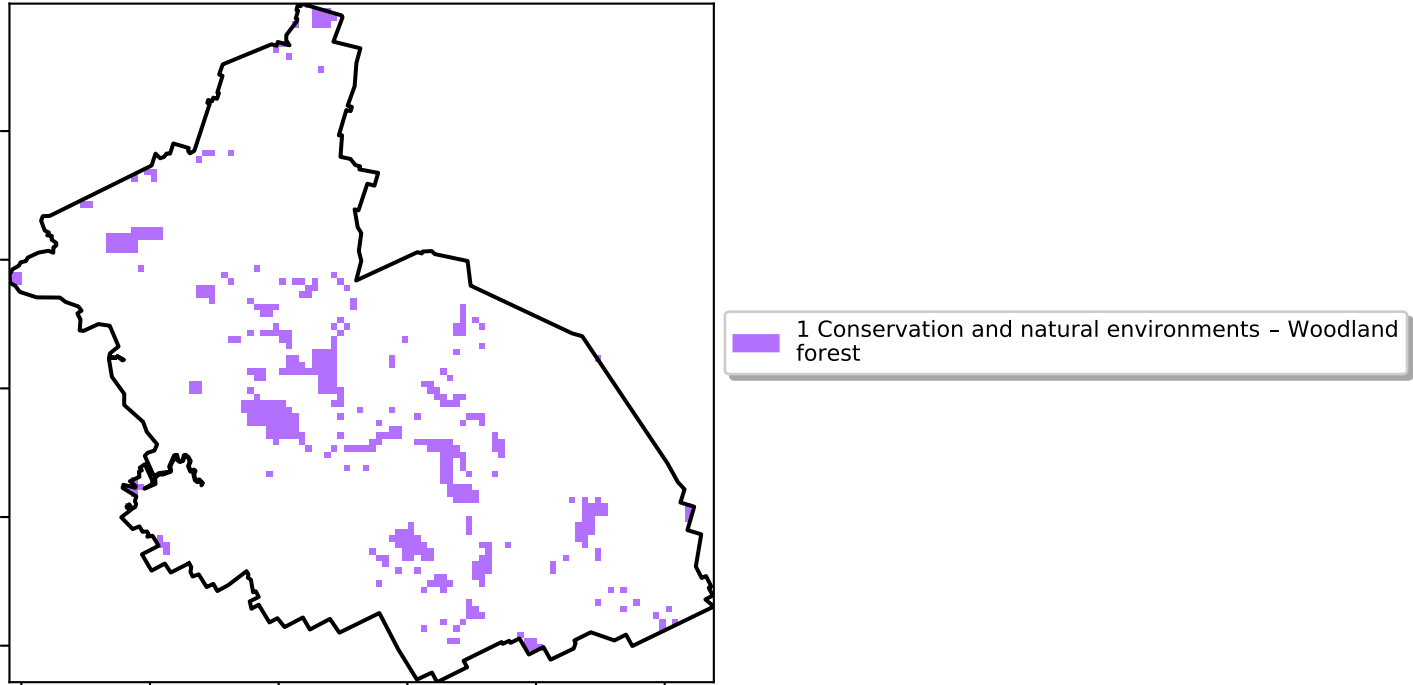 1 Conservation and natural environments – Woodland
forest